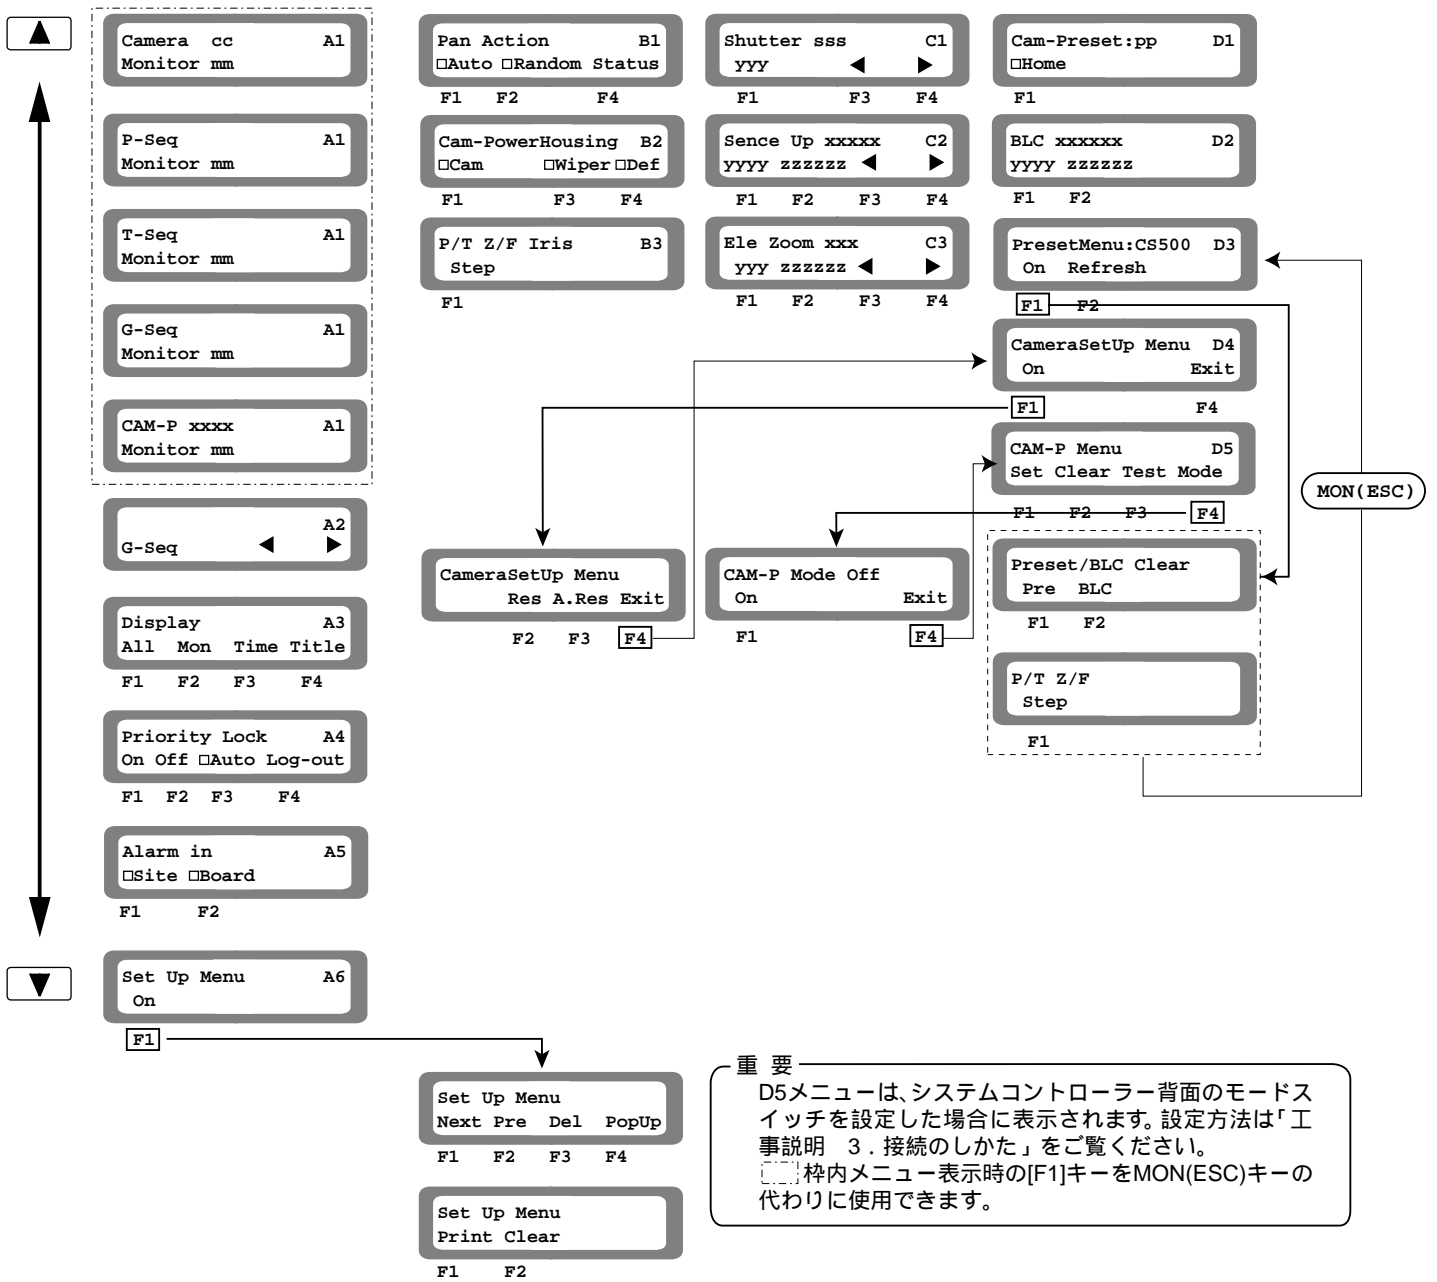 ▲
Camera cc A1
Monitor mm
P-Seq A1
Monitor mm
T-Seq A1
Monitor mm
G-Seq A1
Monitor mm
CAM-P xxxx A1
Monitor mm
A2
G-Seq ◀ ▶
Display A3
All Mon Time Title
F1 F2 F3 F4
Priority Lock A4
On Off □Auto Log-out
F1 F2 F3 F4
Alarm in A5
□Site □Board
F1 F2
▼
Set Up Menu A6
On
F1
Pan Action B1
□Auto □Random Status
F1 F2 F4
Cam-PowerHousing B2
□Cam □Wiper □Def
F1 F3 F4
P/T Z/F Iris B3
Step
F1
CameraSetUp Menu
Res A.Res Exit
F2 F3 F4
Set Up Menu
Next Pre Del PopUp
F1 F2 F3 F4
Set Up Menu
Print Clear
F1 F2
Shutter sss C1
yyy ◀ ▶
F1 F3 F4
Sence Up xxxxx C2
yyyy zzzzzz ◀ ▶
F1 F2 F3 F4
Ele Zoom xxx C3
yyy zzzzzz ◀ ▶
F1 F2 F3 F4
CAM-P Mode Off
On Exit
F1 F4
Cam-Preset:pp D1
□Home
F1
BLC xxxxxx D2
yyyy zzzzzz
F1 F2
PresetMenu:CS500 D3
On Refresh
F1 F2
CameraSetUp Menu D4
On Exit
F1 F4
CAM-P Menu D5
Set Clear Test Mode
F1 F2 F3 F4
Preset/BLC Clear
Pre BLC
F1 F2
P/T Z/F
Step
F1
MON(ESC)
重 要
D5メニューは、システムコントローラー背面のモードス
イッチを設定した場合に表示されます。設定方法は「工
事説明 3．接続のしかた」をご覧ください。
枠内メニュー表示時の[F1]キーをMON(ESC)キーの
代わりに使用できます。